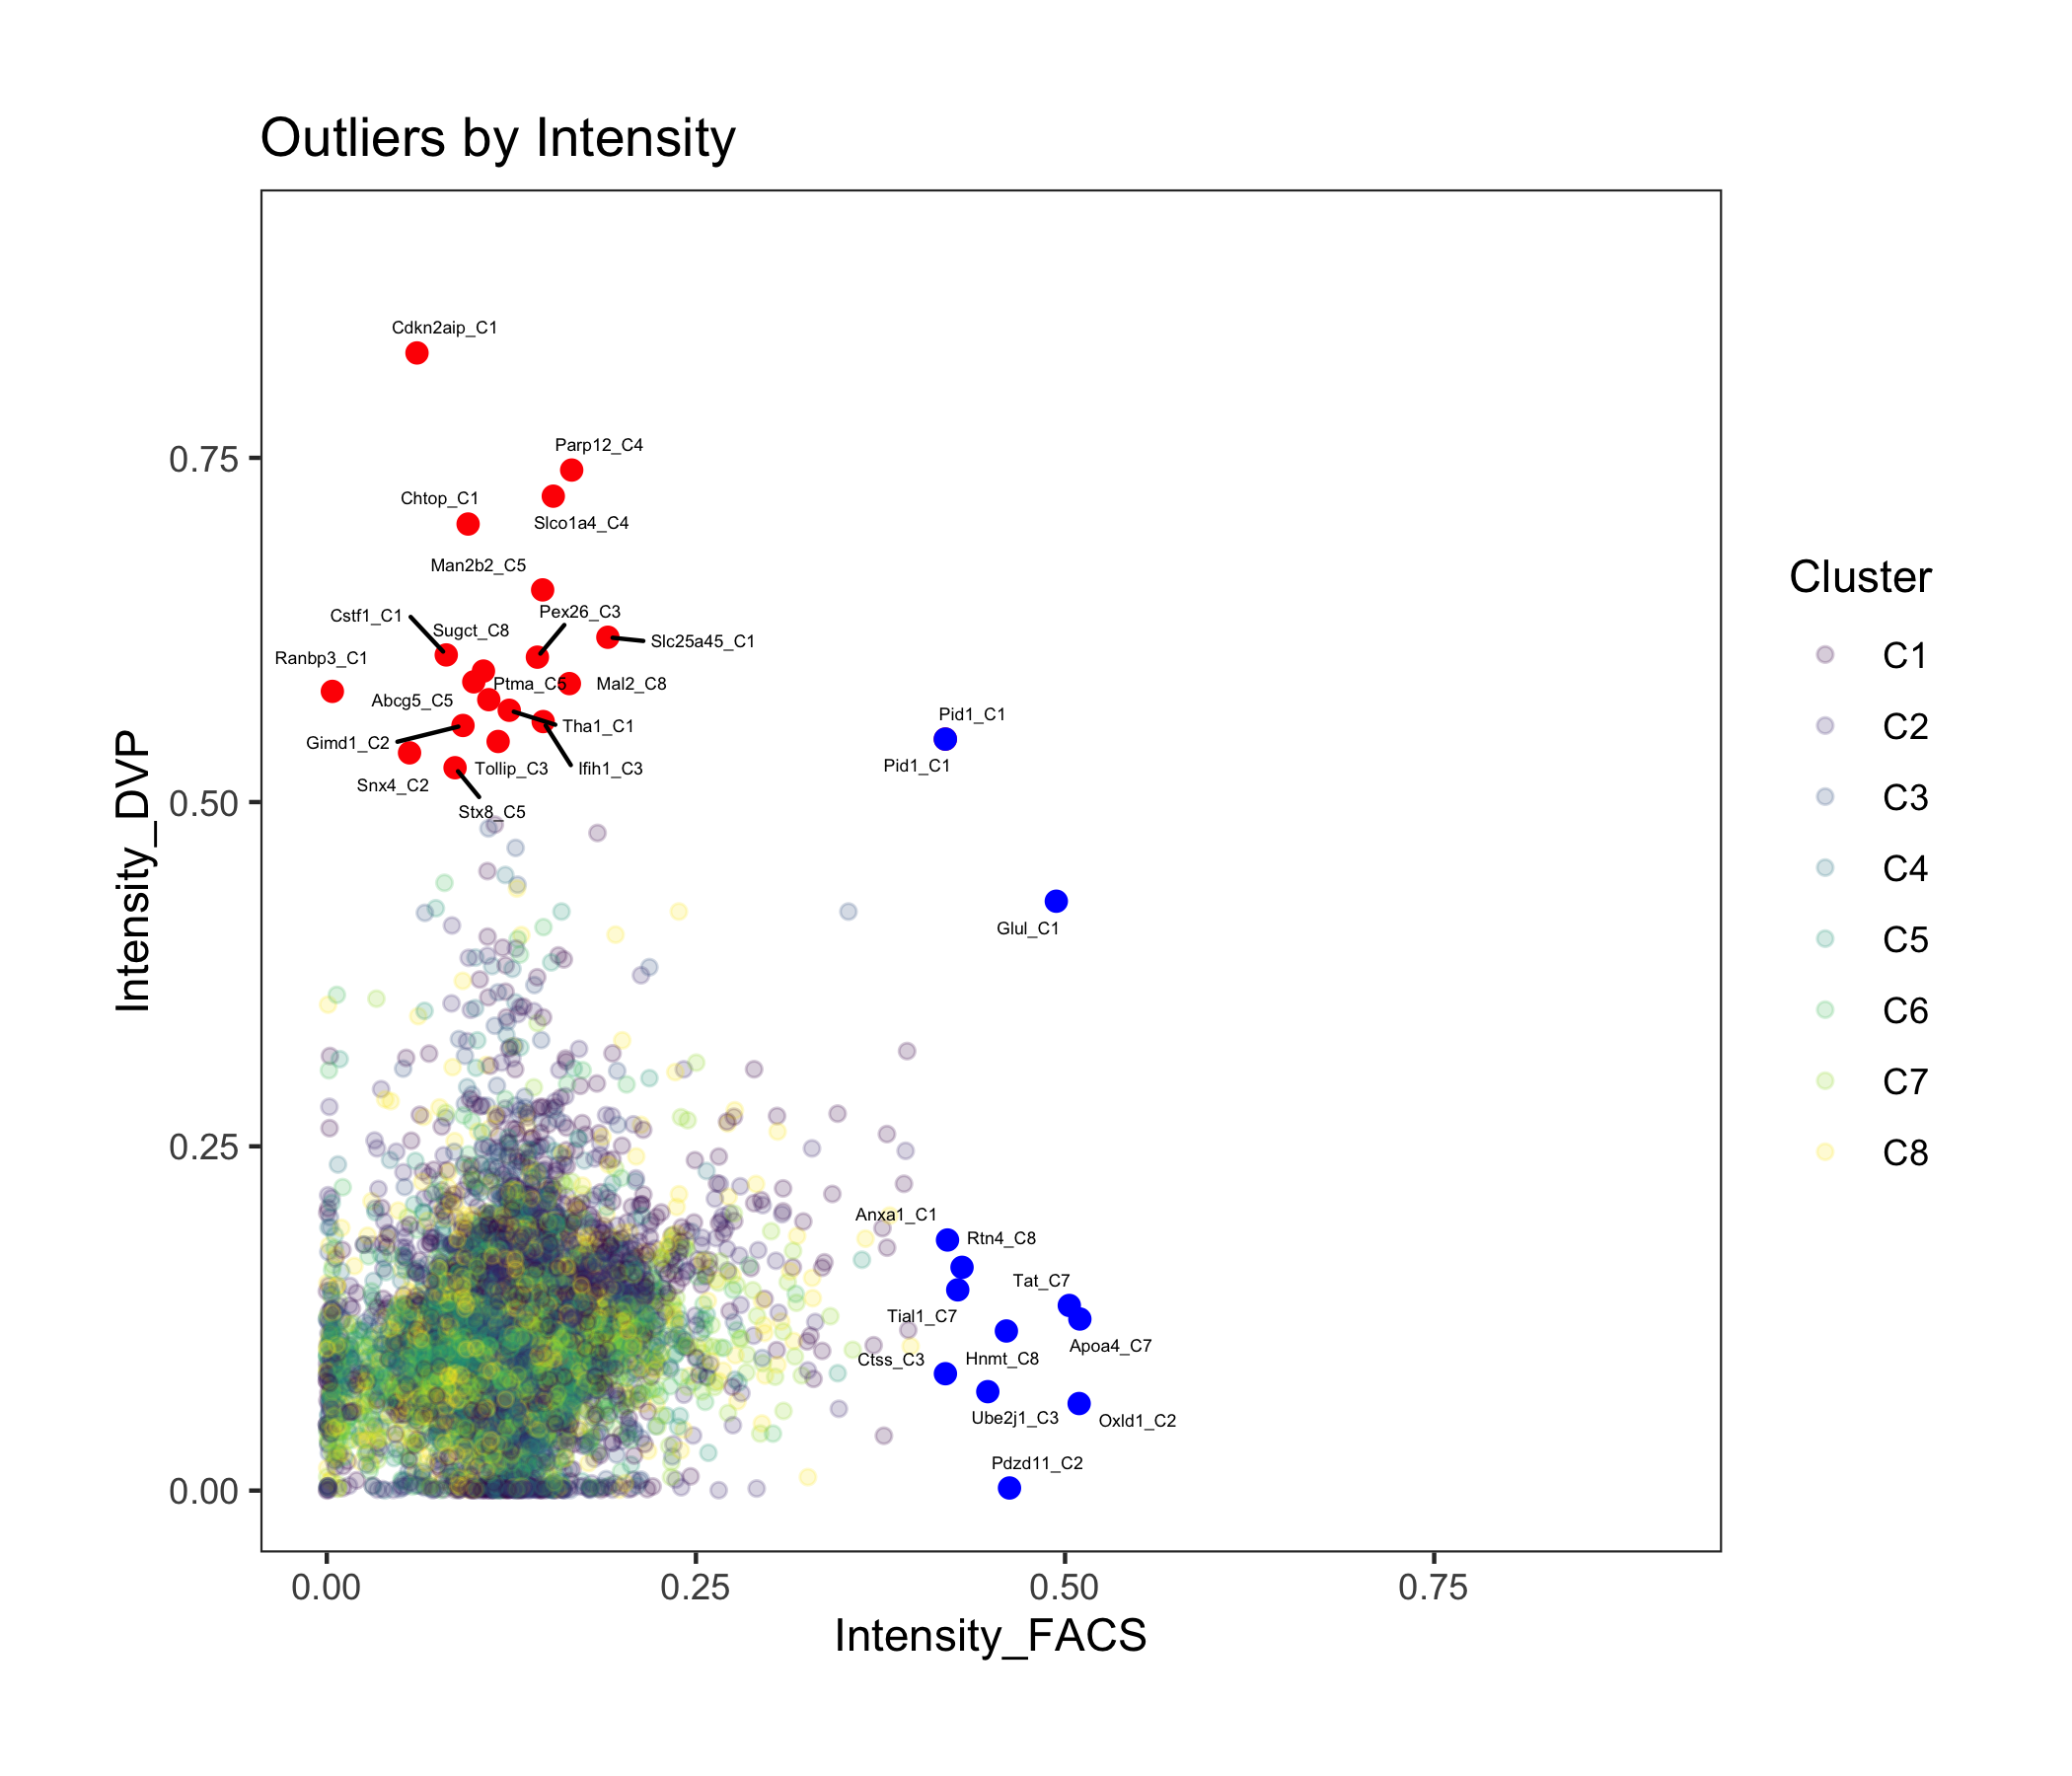 Outliers by Intensity
Cdkn2aip_C1
Parp12_C4
Chtop_C1
Slco1a4_C4
Man2b2_C5
Pex26_C3
Cstf1_C1
Sugct_C8
Slc25a45_C1
Ranbp3_C1
Ptma_C5
Mal2_C8
Abcg5_C5
Tha1_C1
Gimd1_C2
Tollip_C3
Ifih1_C3
Snx4_C2
Stx8_C5
Pid1_C1
Pid1_C1
Glul_C1
Anxa1_C1
Rtn4_C8
Tat_C7
Tial1_C7
Apoa4_C7
Ctss_C3
Hnmt_C8
Ube2j1_C3
Oxld1_C2
Pdzd11_C2
0.75
0.50
0.25
0.00
Intensity_DVP
0.00
0.25
0.50
0.75
Intensity_FACS
Cluster
C1
C2
C3
C4
C5
C6
C7
C8